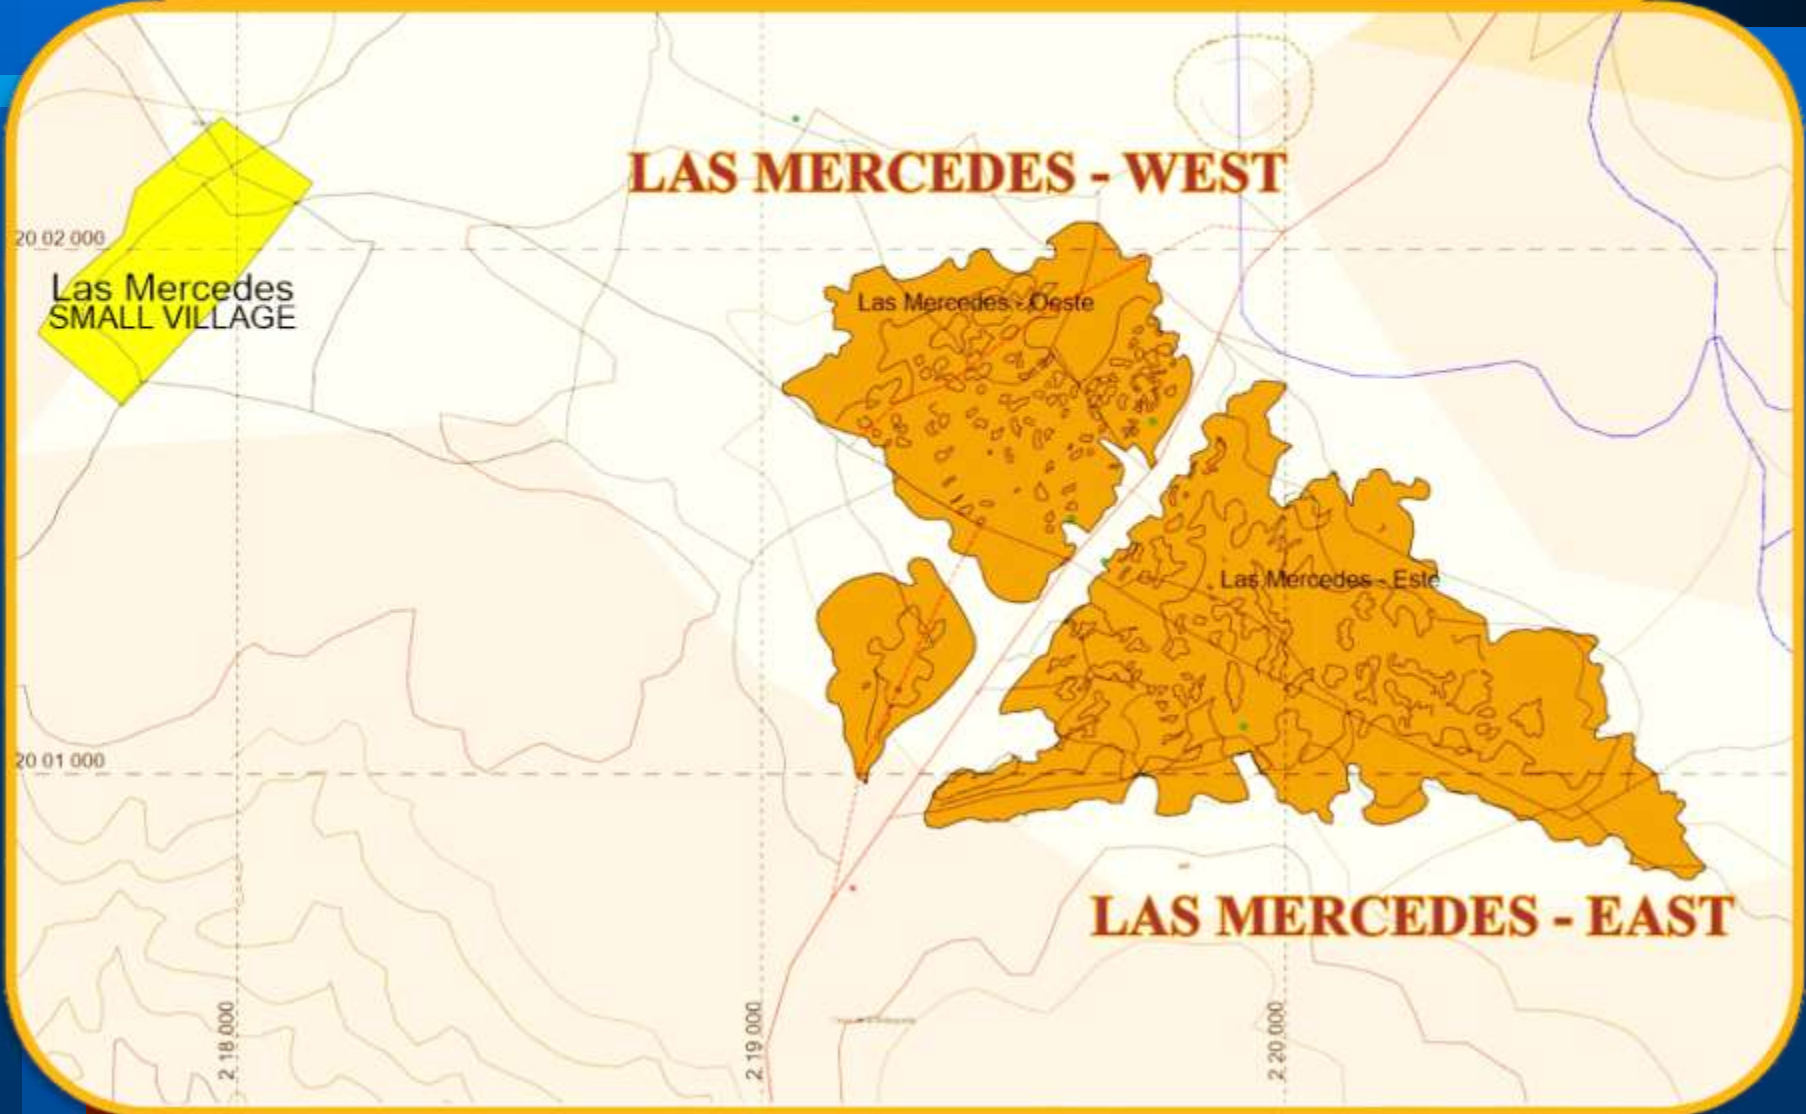 LAS MERCEDES - WEST
20 02 000
Las Mercedes
SMALL VILLAGE
Las Mercedes - Oeste
Las Mercedes - Este
20 01 000
LAS MERCEDES - EAST
2 18 000
2 19 000
2 20 000